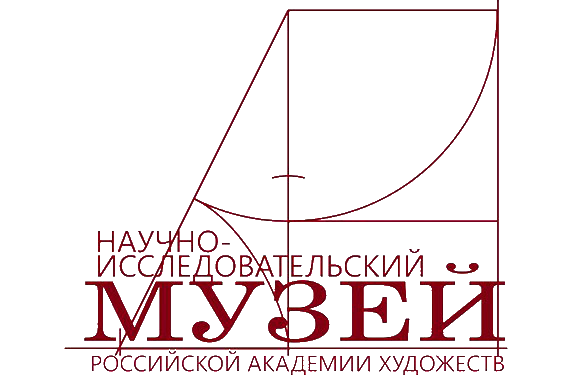 НАУЧНО-
ИССЛЕДОВАТЕЛЬСКИЙ
МУЗЕЙ
РОССИЙСКОЙ АКАДЕМИИ ХУДОЖЕСТВ